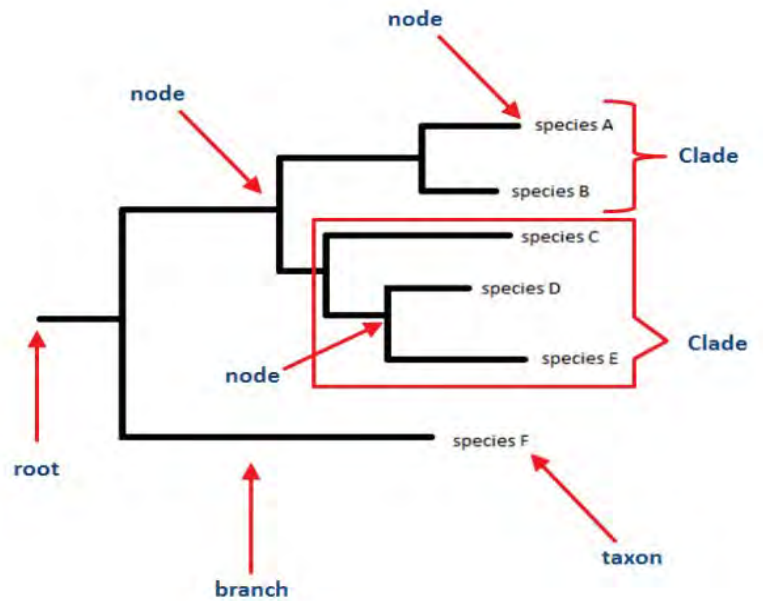 node
node
species A
Clade
species B
species C
species D
Clade
species E
node
species F
root
taxon
branch